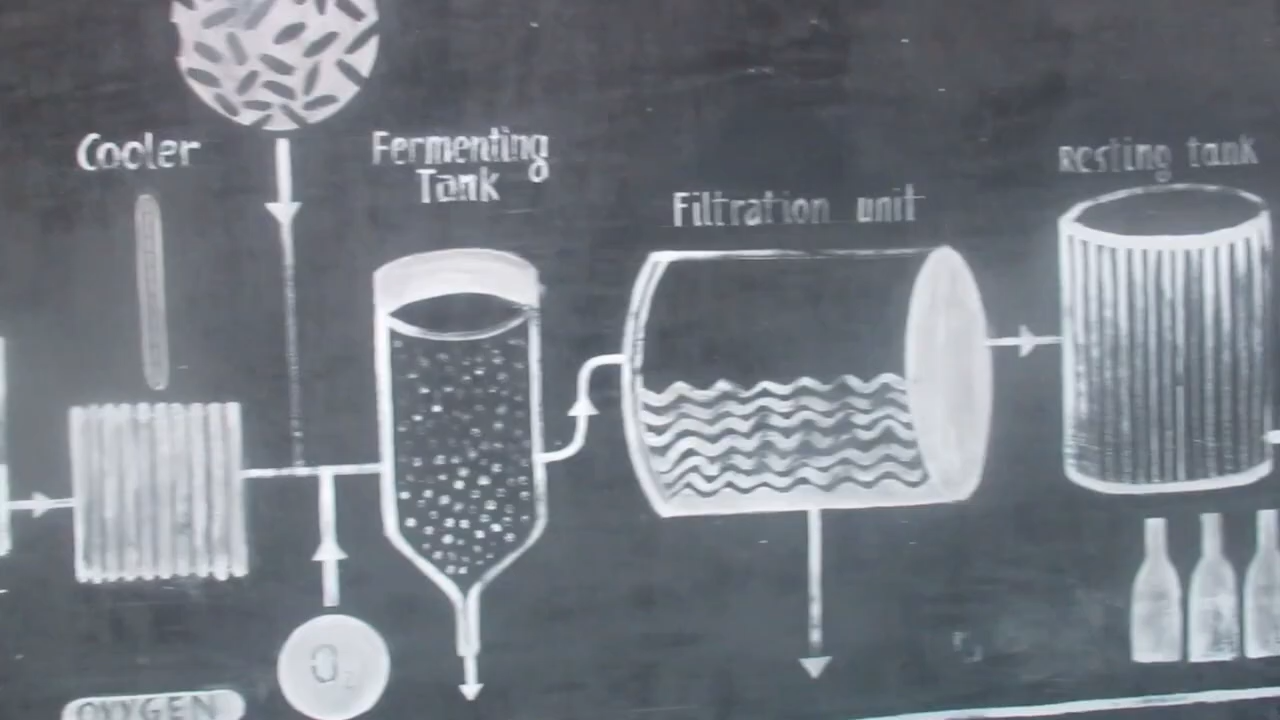 Cooler
Fermenting
Tank
Filtration unit
Resting tank
O2
OXYGEN